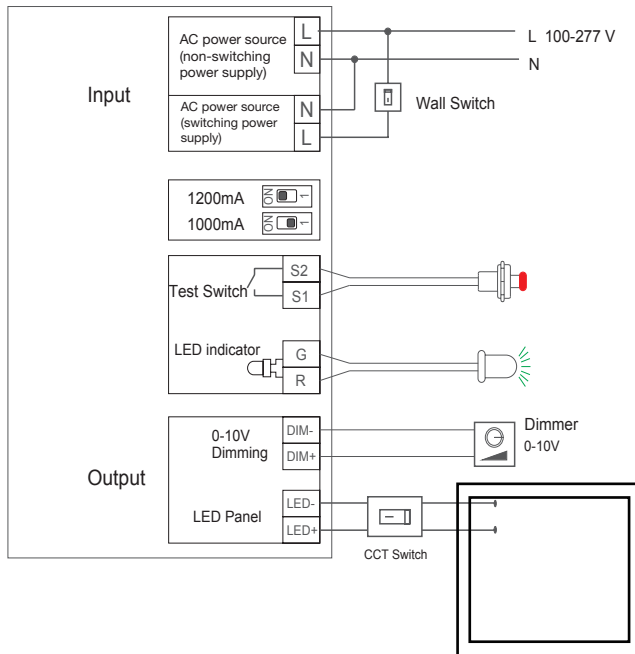 Input
AC power source
(non-switching
power supply)
L
N
L 100-277 V
N
AC power source
(switching power
supply)
N
L
Wall Switch
1200mA
ON
1
1000mA
ON
1
Test Switch
S2
S1
LED indicator
G
R
Output
0-10V
Dimming
DIM-
DIM+
Dimmer
0-10V
LED Panel
LED-
LED+
CCT Switch